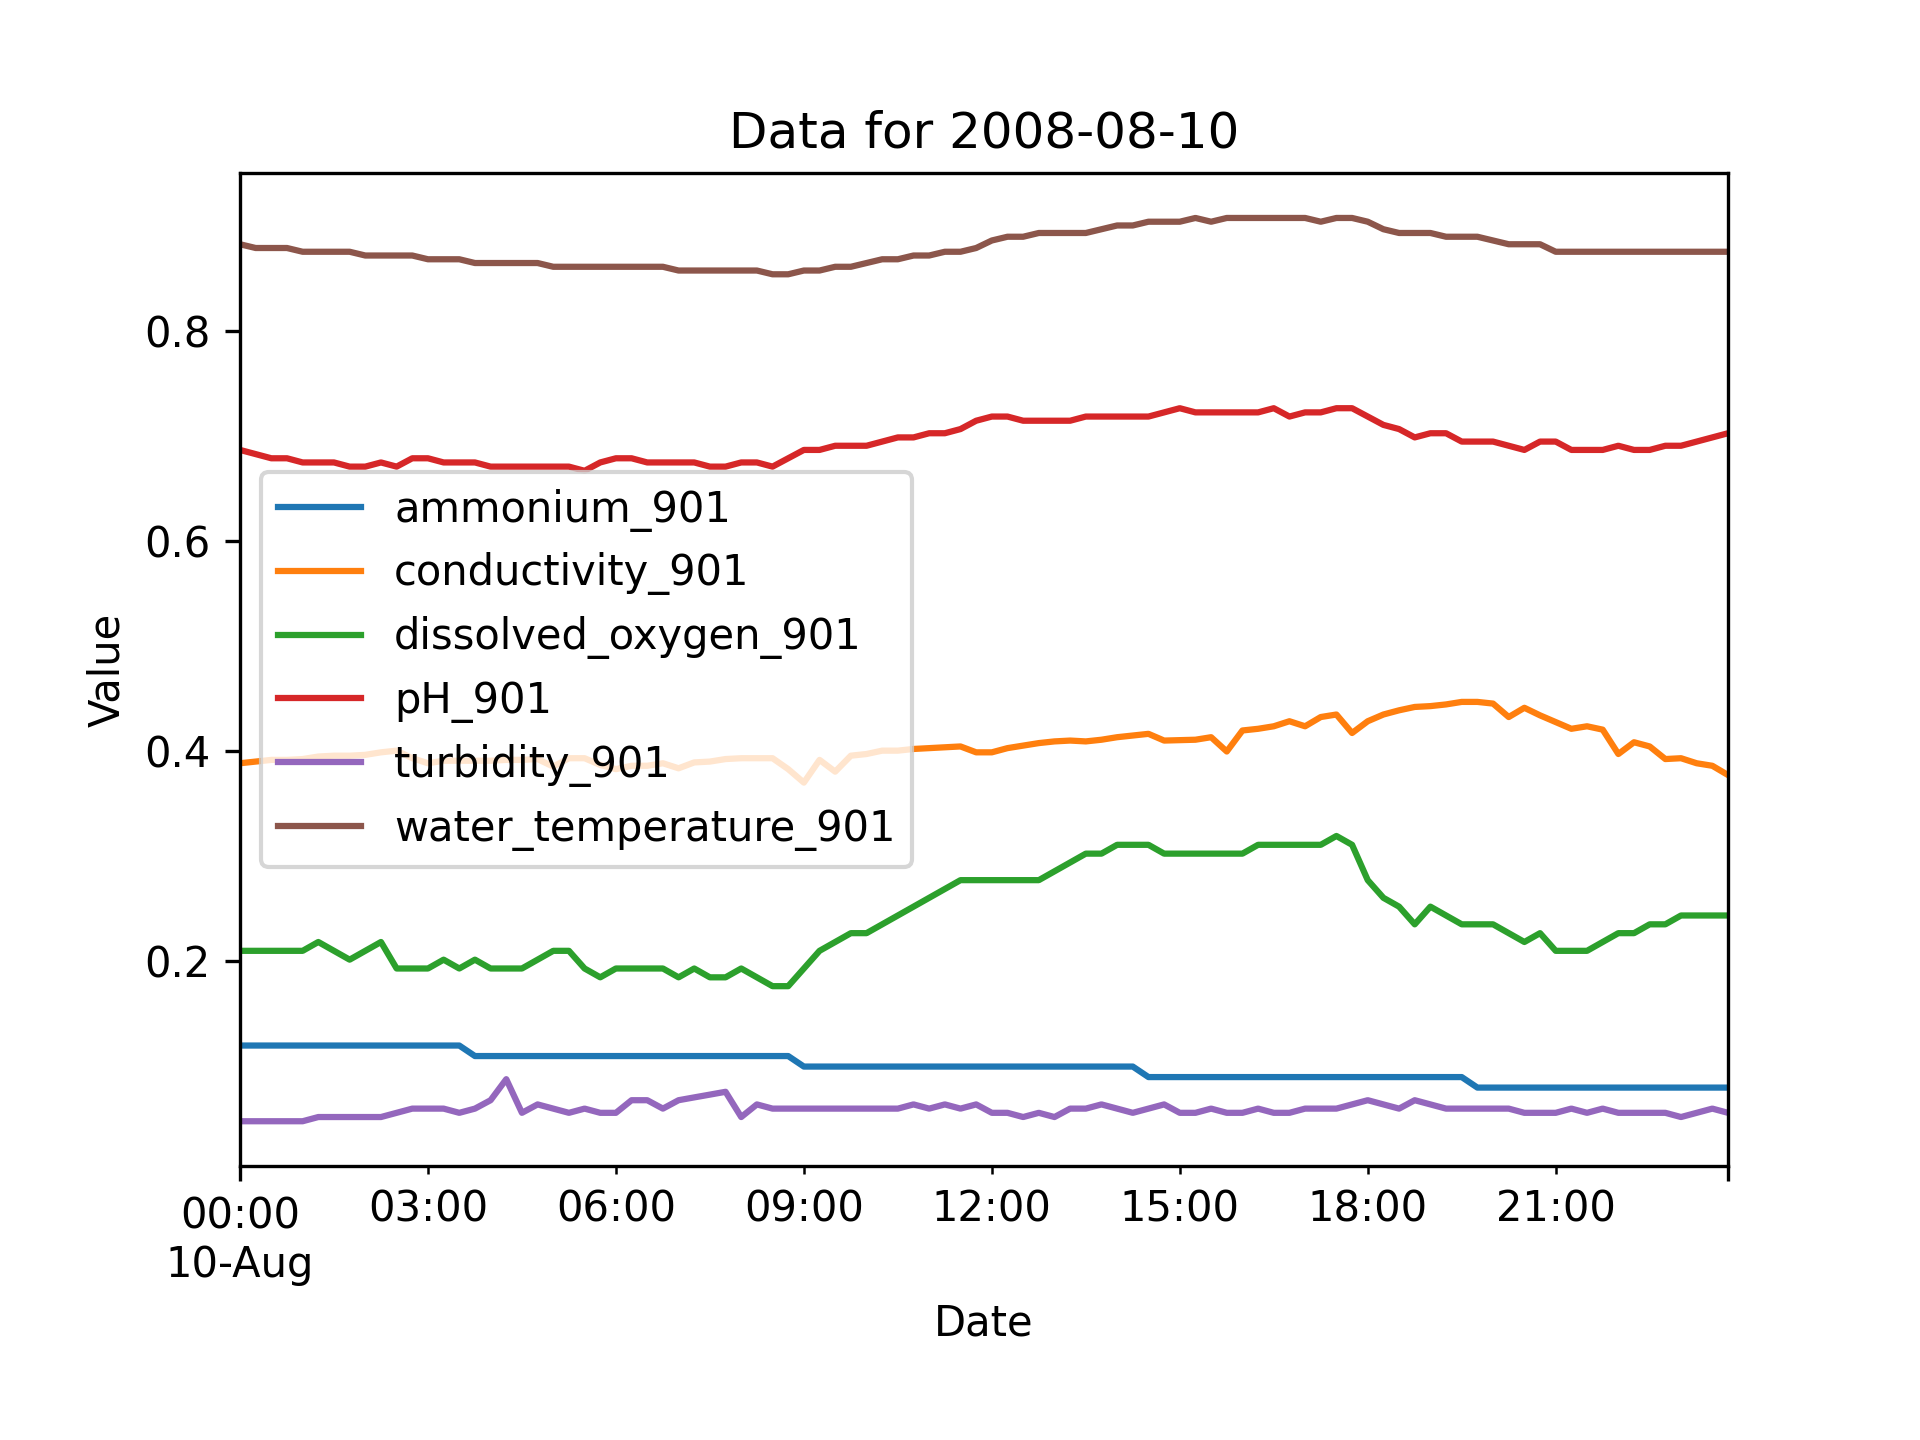 Data for 2008-08-10
Value
0.8
0.6
0.4
0.2
ammonium_901
conductivity_901
dissolved_oxygen_901
pH_901
turbidity_901
water_temperature_901
00:00 03:00 06:00 09:00 12:00 15:00 18:00 21:00
10-Aug
Date